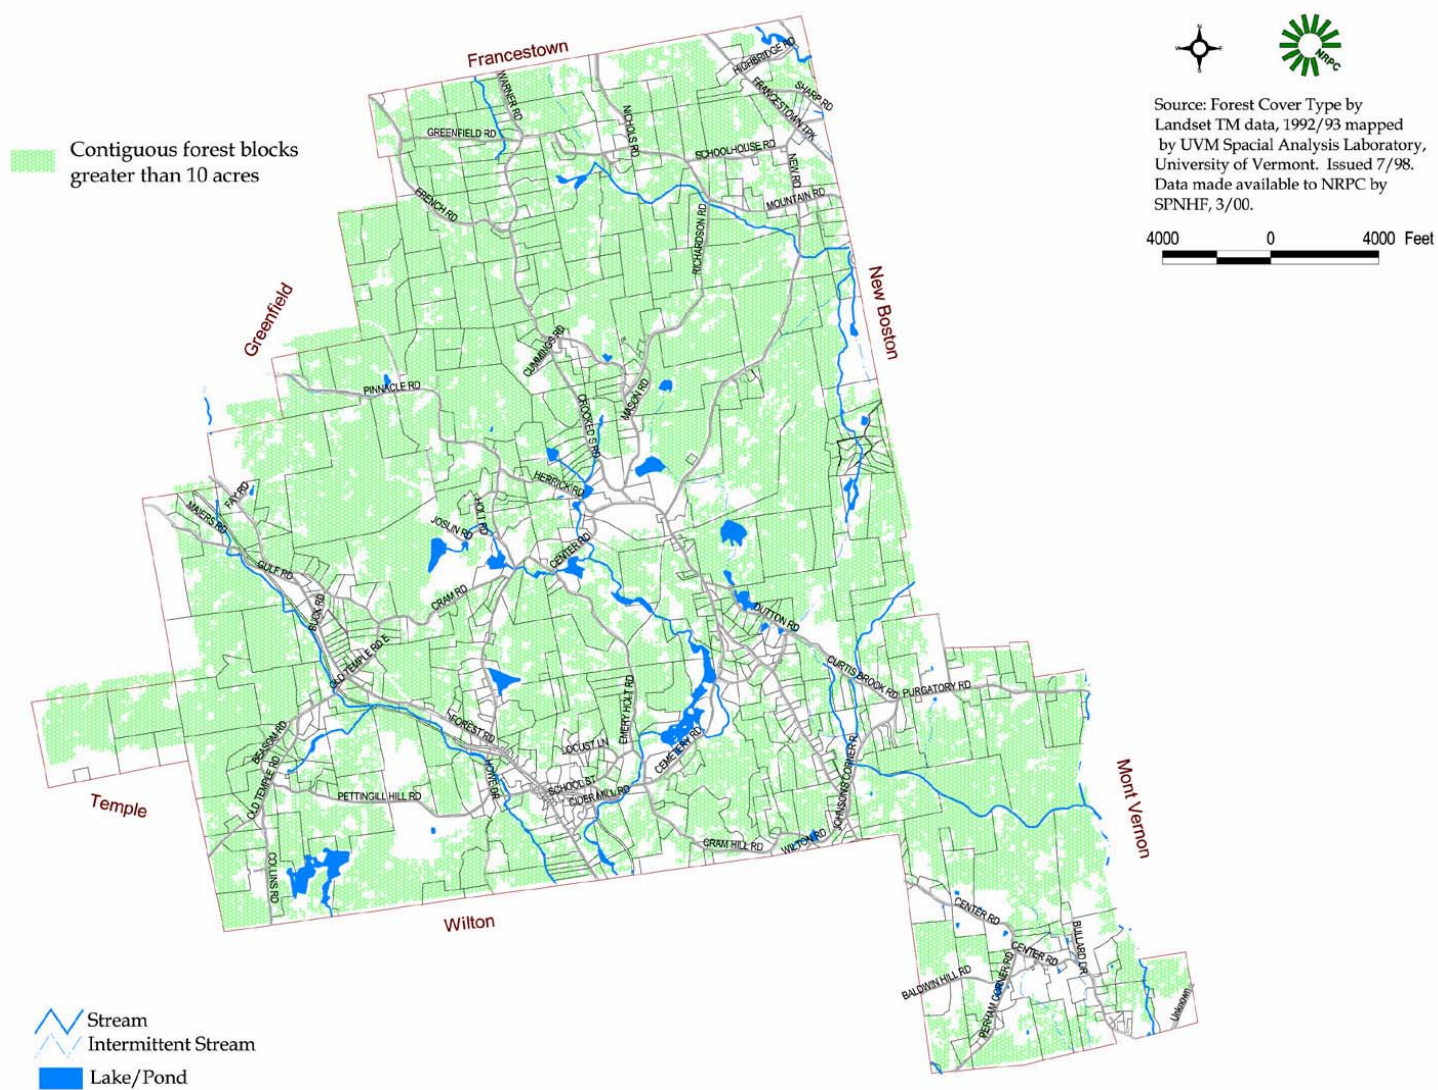 Francestown
NRPC
Source: Forest Cover Type by
Landset TM data, 1992/93 mapped
by UVM Spacial Analysis Laboratory,
University of Vermont. Issued 7/98.
Data made available to NRPC by
SPNHF, 3/00.
4000 0 4000 Feet
Contiguous forest blocks
greater than 10 acres
HIGHBRIDGE RD
WARNER RD
FRANCESTOWN TPK
SHARP RD
NICHOLS RD
GREENFIELD RD
SCHOOLHOUSE RD
NEW RD
MOUNTAIN RD
FRENCH RD
RICHARDSON RD
New Boston
Greenfield
CUMMINGS RD
PINNACLE RD
MASON RD
CROOKED S RD
HERRICK RD
FAY RD
MAIERS RD
HOLT RD
JOSLIN RD
CENTER RD
GULF RD
CRAM RD
BUCK RD
DUTTON RD
OLD TEMPLE RD E
CURTIS BROOK RD
PURGATORY RD
EMERY HOLT RD
FOREST RD
BEASOM RD
LOCUST LN
CEMETERY RD
OLD TEMPLE RD
HOWE DR
SCHOOL ST
CIDER MILL RD
JOHNSONS CORNER R
PETTINGILL HILL RD
Temple
Mont Vernon
CRAM HILL RD
WILTON RD
COLLINS RD
Wilton
CENTER RD
BULLARD DR
CENTER RD
BALDWIN HILL RD
PERHAM CORNER RD
Unknown
Stream
Intermittent Stream
Lake/Pond